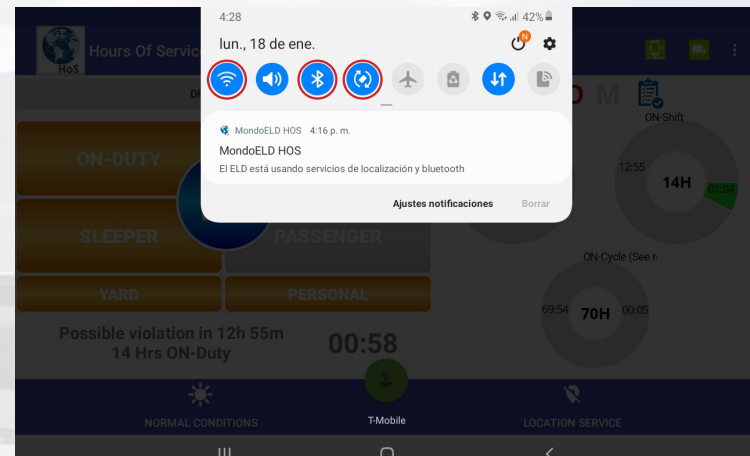 4:28
42%
lun., 18 de ene.
N
Hours Of Servic
HoS
DR
MondoELD HOS 4:16 p. m.
MondoELD HOS
El ELD está usando servicios de localización y bluetooth
Ajustes notificaciones Borrar
M
ON-Shift
12:55
14H
01:04
ON-DUTY
SLEEPER
PASSENGER
YARD
PERSONAL
ON-Cycle (See r
69:54
70H
00:05
Possible violation in 12h 55m
14 Hrs ON-Duty
00:58
NORMAL CONDITIONS
T-Mobile
LOCATION SERVICE